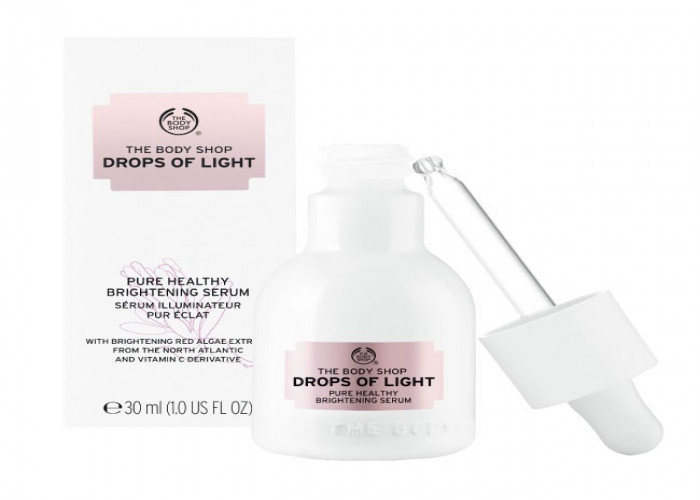 THE
BODY
SHOP
®
THE BODY SHOP
DROPS OF LIGHT
PURE HEALTHY
BRIGHTENING SERUM
SÉRUM ILLUMINATEUR
PUR ÉCLAT
WITH BRIGHTENING RED ALGAE EXTR
FROM THE NORTH ATLANTIC
AND VITAMIN C DERIVATIVE
℮ 30 ml (1.0 US FL OZ)
THE BODY SHOP
DROPS OF LIGHT
PURE HEALTHY
BRIGHTENING SERUM
THE BODY